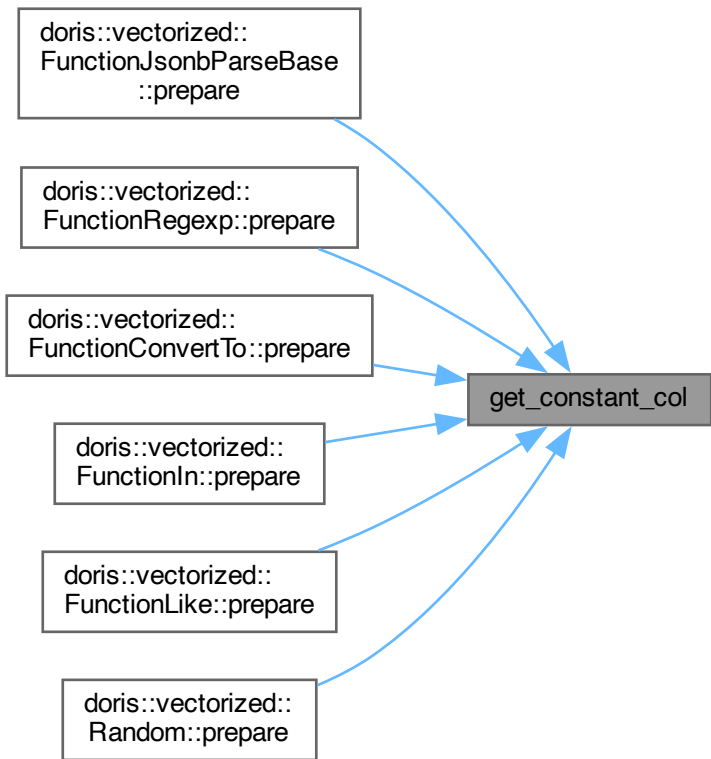 doris::vectorized::
FunctionJsonbParseBase
::prepare
doris::vectorized::
FunctionRegexp::prepare
doris::vectorized::
FunctionConvertTo::prepare
get_constant_col
doris::vectorized::
FunctionIn::prepare
doris::vectorized::
FunctionLike::prepare
doris::vectorized::
Random::prepare